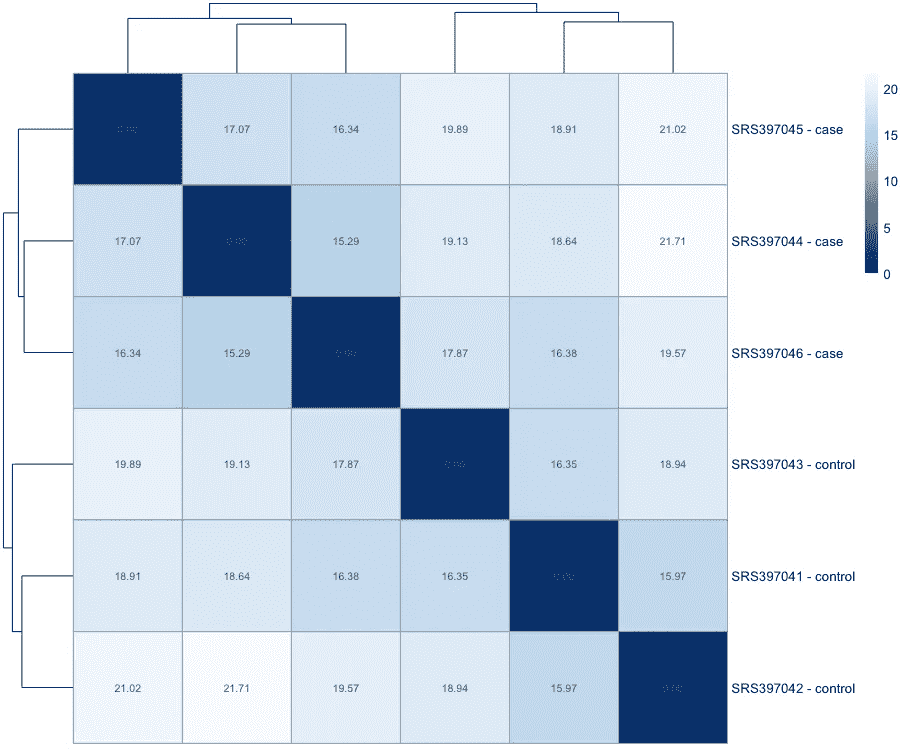 20
17.07 16.34 19.89 18.91 21.02 SRS397045 - case
15
10
17.07 15.29 19.13 18.64 21.71 SRS397044 - case
5
0
16.34 15.29 17.87 16.38 19.57 SRS397046 - case
19.89 19.13 17.87 16.35 18.94 SRS397043 - control
18.91 18.64 16.38 16.35 15.97 SRS397041 - control
21.02 21.71 19.57 18.94 15.97 SRS397042 - control